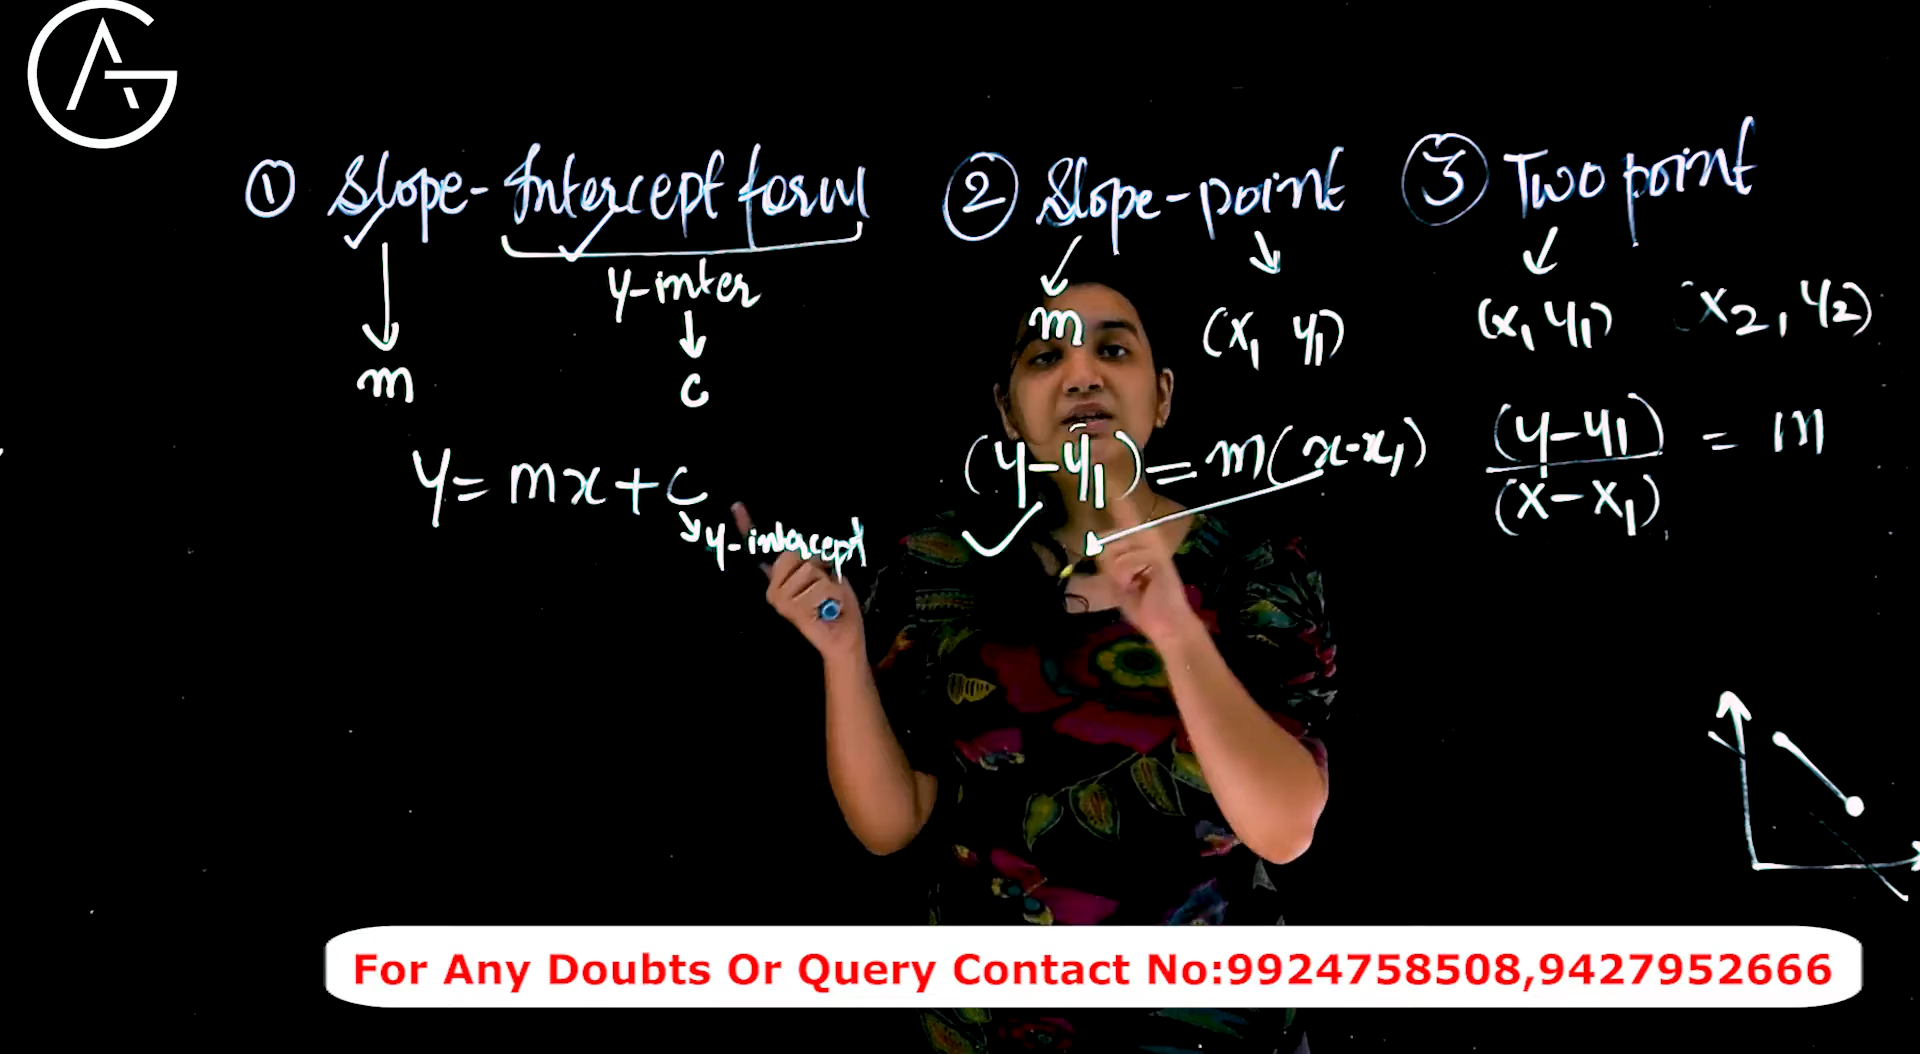 AG
① Slope-Intercept form
y-inter
m
c
y = mx + c
y-intercept
② Slope-point
m
(x₁ y₁)
(y-y₁) = m(x-x₁)
③ Two point
(x₁ y₁) (x₂, y₂)
(y-y₁) = m
(x-x₁)
For Any Doubts Or Query Contact No:9924758508,9427952666